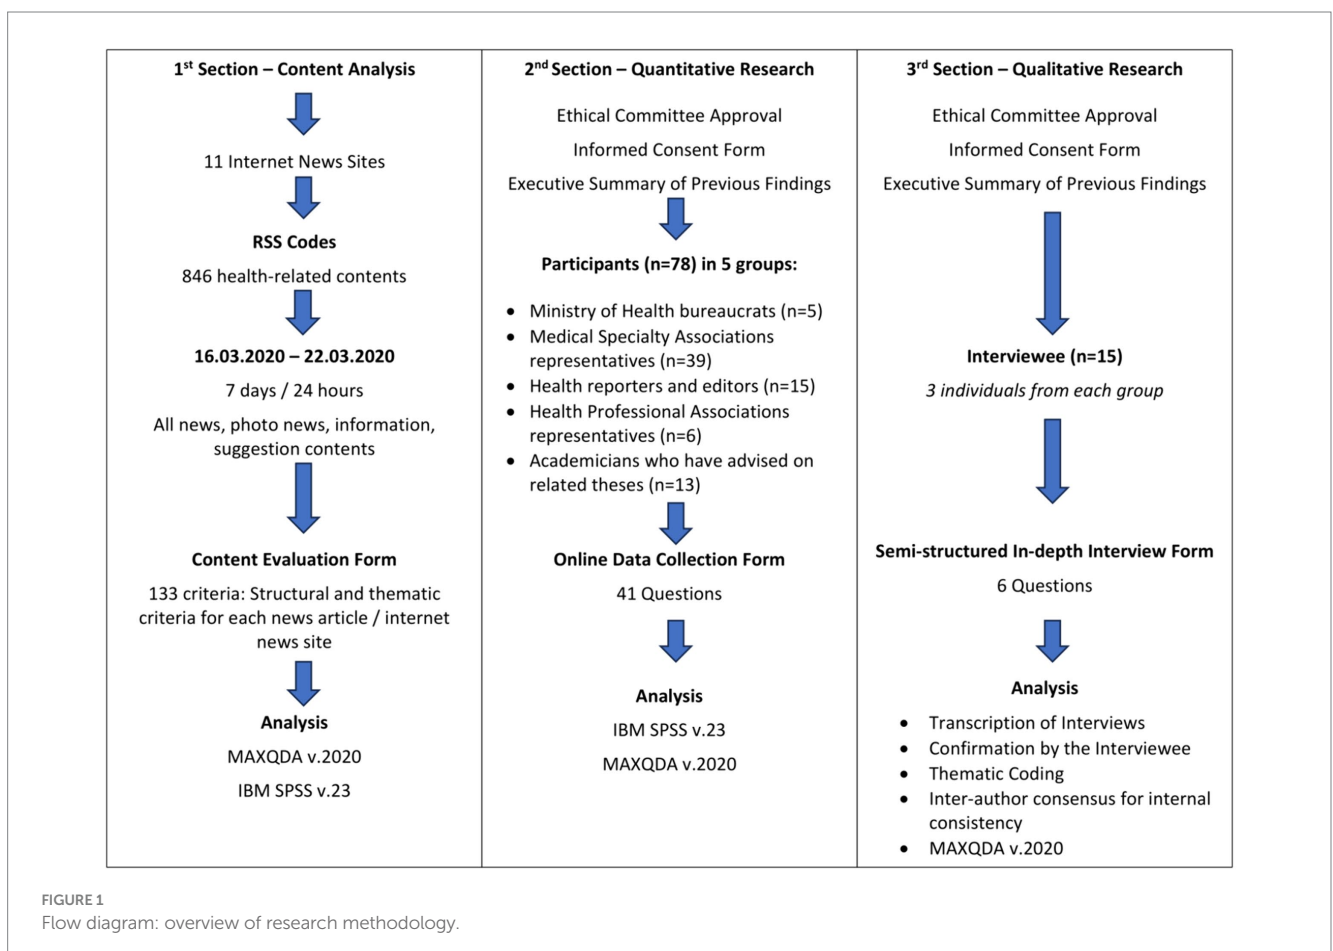 1st Section – Content Analysis
11 Internet News Sites
RSS Codes
846 health-related contents
16.03.2020 – 22.03.2020
7 days / 24 hours
All news, photo news, information,
suggestion contents
Content Evaluation Form
133 criteria: Structural and thematic
criteria for each news article / internet
news site
Analysis
MAXQDA v.2020
IBM SPSS v.23
2nd Section – Quantitative Research
Ethical Committee Approval
Informed Consent Form
Executive Summary of Previous Findings
Participants (n=78) in 5 groups:
• Ministry of Health bureaucrats (n=5)
• Medical Specialty Associations
representatives (n=39)
• Health reporters and editors (n=15)
• Health Professional Associations
representatives (n=6)
• Academicians who have advised on
related theses (n=13)
Online Data Collection Form
41 Questions
Analysis
IBM SPSS v.23
MAXQDA v.2020
3rd Section – Qualitative Research
Ethical Committee Approval
Informed Consent Form
Executive Summary of Previous Findings
Interviewee (n=15)
3 individuals from each group
Semi-structured In-depth Interview Form
6 Questions
Analysis
• Transcription of Interviews
• Confirmation by the Interviewee
• Thematic Coding
• Inter-author consensus for internal
consistency
• MAXQDA v.2020
FIGURE 1
Flow diagram: overview of research methodology.